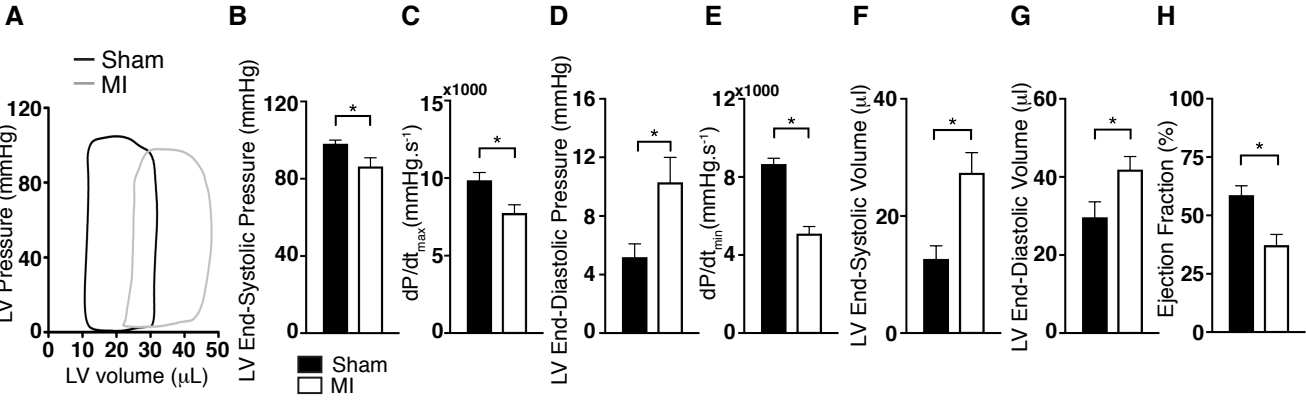 A
Sham
MI
LV Pressure (mmHg)
120
80
40
0
0 10 20 30 40 50
LV volume (μL)
B
LV End-Systolic Pressure (mmHg)
120
80
40
0
*
Sham
MI
C
x1000
dP/dtmax(mmHg.s-1)
15
10
5
0
*
D
LV End-Diastolic Pressure (mmHg)
16
12
8
4
0
*
E
x1000
dP/dtmin(mmHg.s-1)
12
8
4
0
*
F
LV End-Systolic Volume (μl)
40
20
0
*
G
LV End-Diastolic Volume (μl)
60
40
20
0
*
H
Ejection Fraction (%)
100
75
50
25
0
*